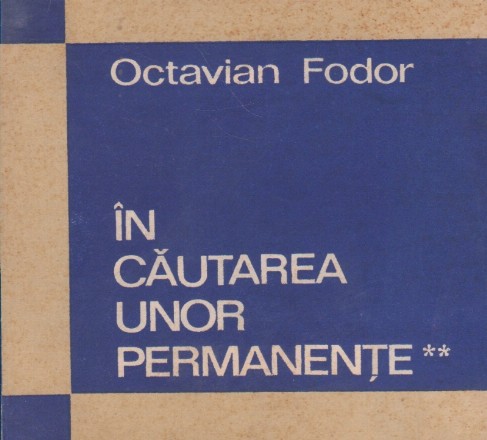 Octavian Fodor
ÎN
CĂUTAREA
UNOR
PERMANENȚE**